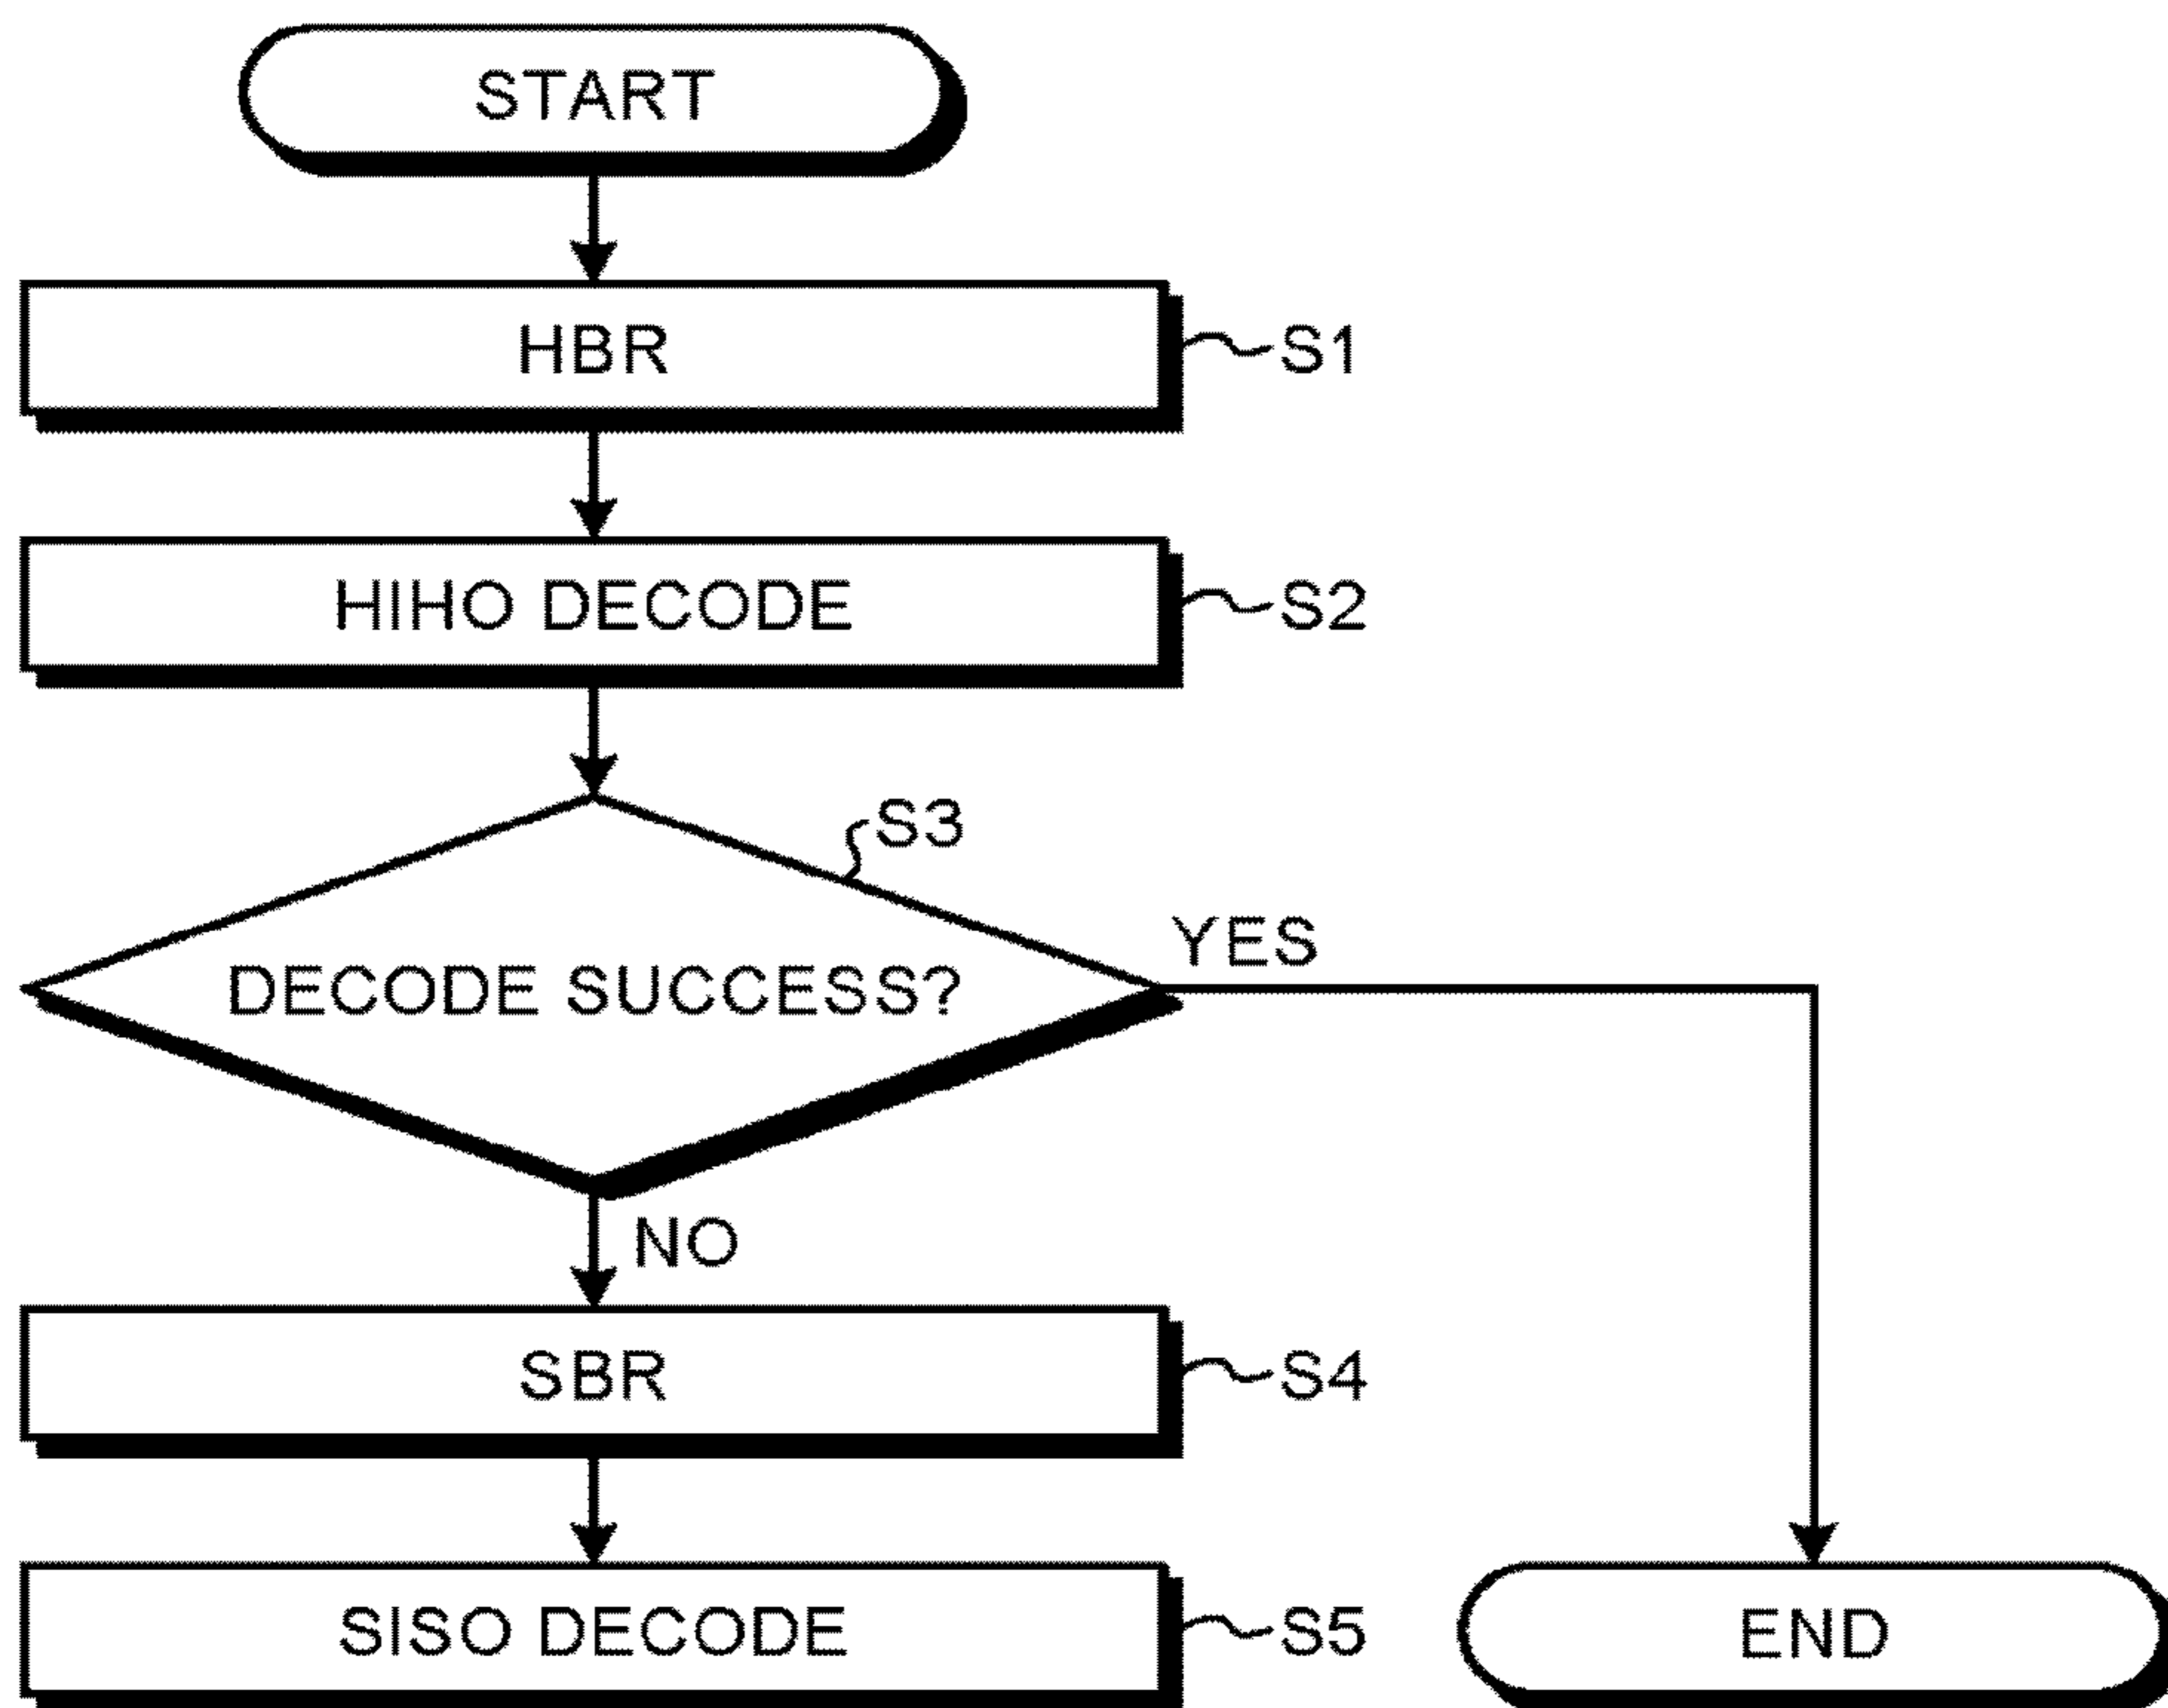 START
HBR
S1
HIHO DECODE
S2
S3
DECODE SUCCESS?
YES
NO
SBR
S4
SISO DECODE
S5
END